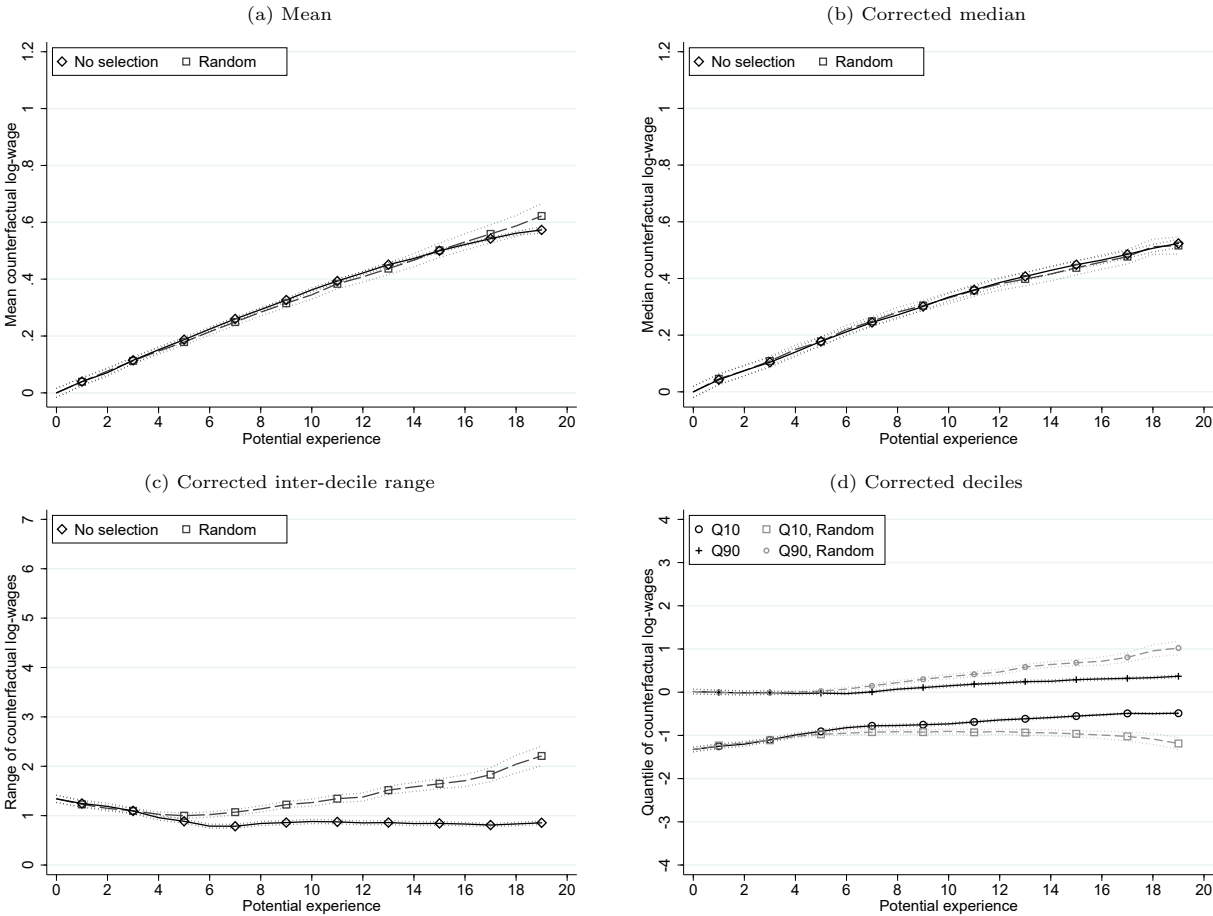 (a) Mean
No selection
Random
Mean counterfactual log-wage
0
.2
.4
.6
.8
1
1.2
0 2 4 6 8 10 12 14 16 18 20
Potential experience
(b) Corrected median
No selection
Random
Median counterfactual log-wage
0
.2
.4
.6
.8
1
1.2
0 2 4 6 8 10 12 14 16 18 20
Potential experience
(c) Corrected inter-decile range
No selection
Random
Range of counterfactual log-wages
0
1
2
3
4
5
6
7
0 2 4 6 8 10 12 14 16 18 20
Potential experience
(d) Corrected deciles
Q10
Q10, Random
Q90
Q90, Random
Quantile of counterfactual log-wages
-4
-3
-2
-1
0
1
2
3
4
0 2 4 6 8 10 12 14 16 18 20
Potential experience